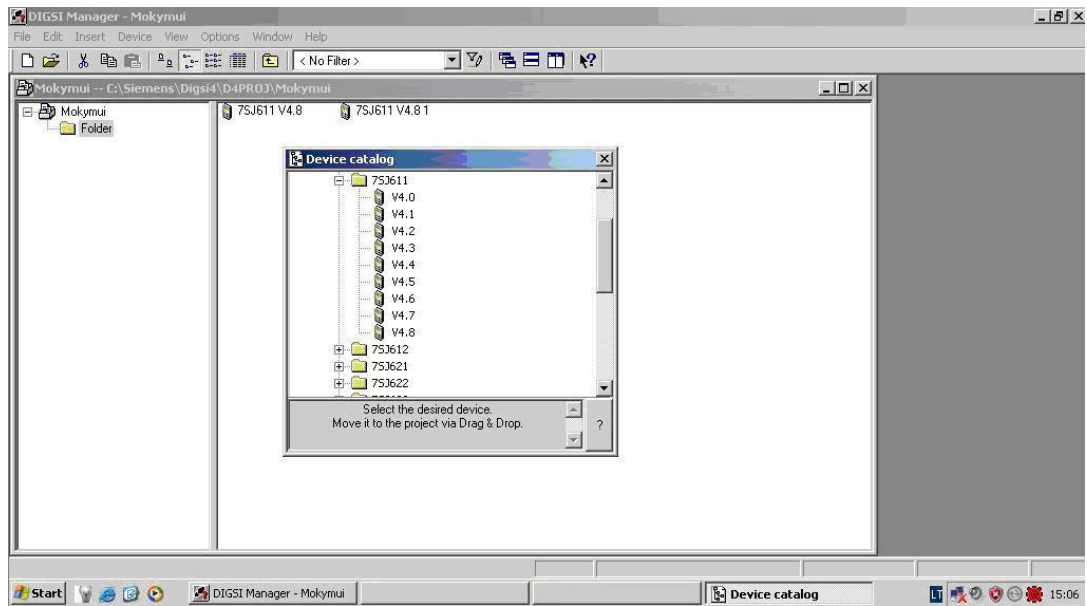 DIGSI Manager - Mokymui
File Edit Insert Device View Options Window Help
< No Filter >
Mokymui -- C:\Siemens\Digsi4\D4PROJ\Mokymui
Mokymui
Folder
7SJ611 V4.8
7SJ611 V4.8 1
Device catalog
7SJ611
V4.0
V4.1
V4.2
V4.3
V4.4
V4.5
V4.6
V4.7
V4.8
7SJ612
7SJ621
7SJ622
Select the desired device.
Move it to the project via Drag & Drop.
?
Start
DIGSI Manager - Mokymui
Device catalog
LT
15:06